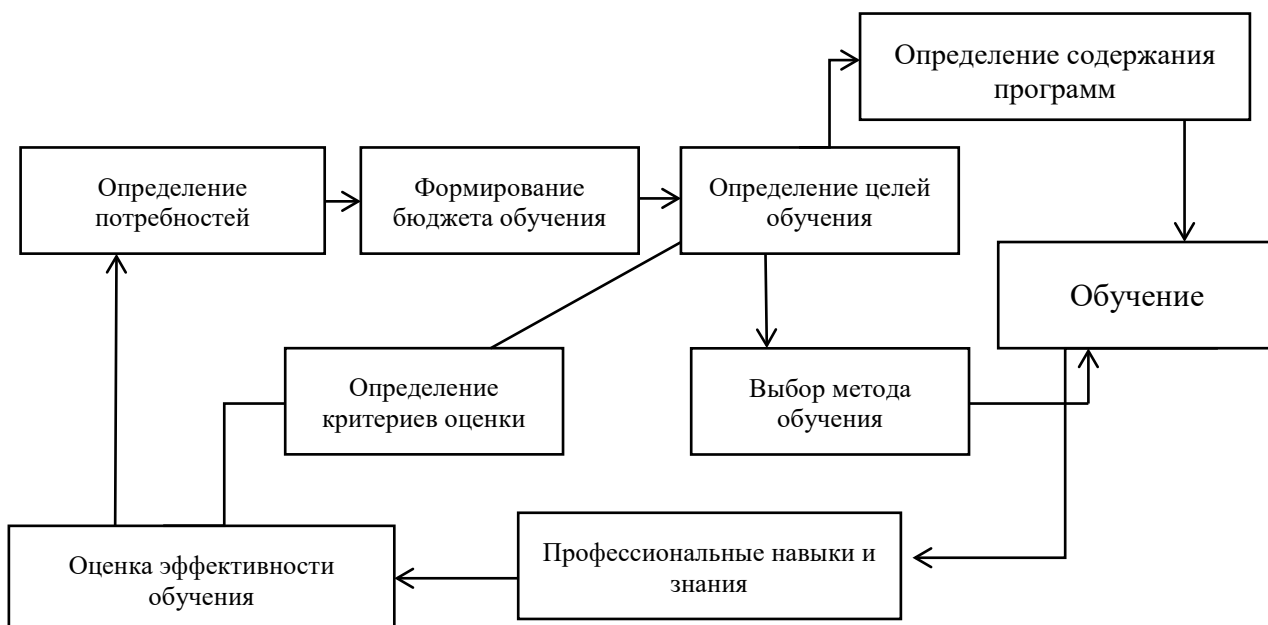 Определение содержания
программ
Определение
потребностей
Формирование
бюджета обучения
Определение целей
обучения
Обучение
Определение
критериев оценки
Выбор метода
обучения
Профессиональные навыки и
знания
Оценка эффективности
обучения